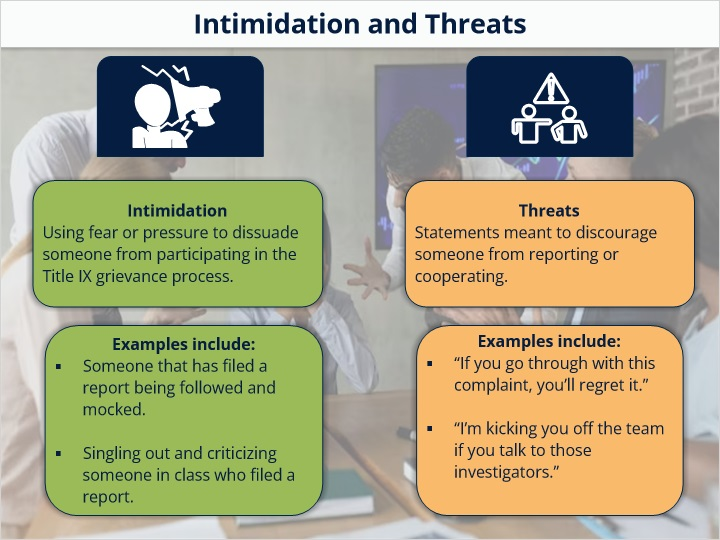 Intimidation and Threats
Intimidation
Using fear or pressure to dissuade
someone from participating in the
Title IX grievance process.
Examples include:
▪ Someone that has filed a
report being followed and
mocked.
▪ Singling out and criticizing
someone in class who filed a
report.
Threats
Statements meant to discourage
someone from reporting or
cooperating.
Examples include:
▪ “If you go through with this
complaint, you’ll regret it.”
▪ “I’m kicking you off the team
if you talk to those
investigators.”